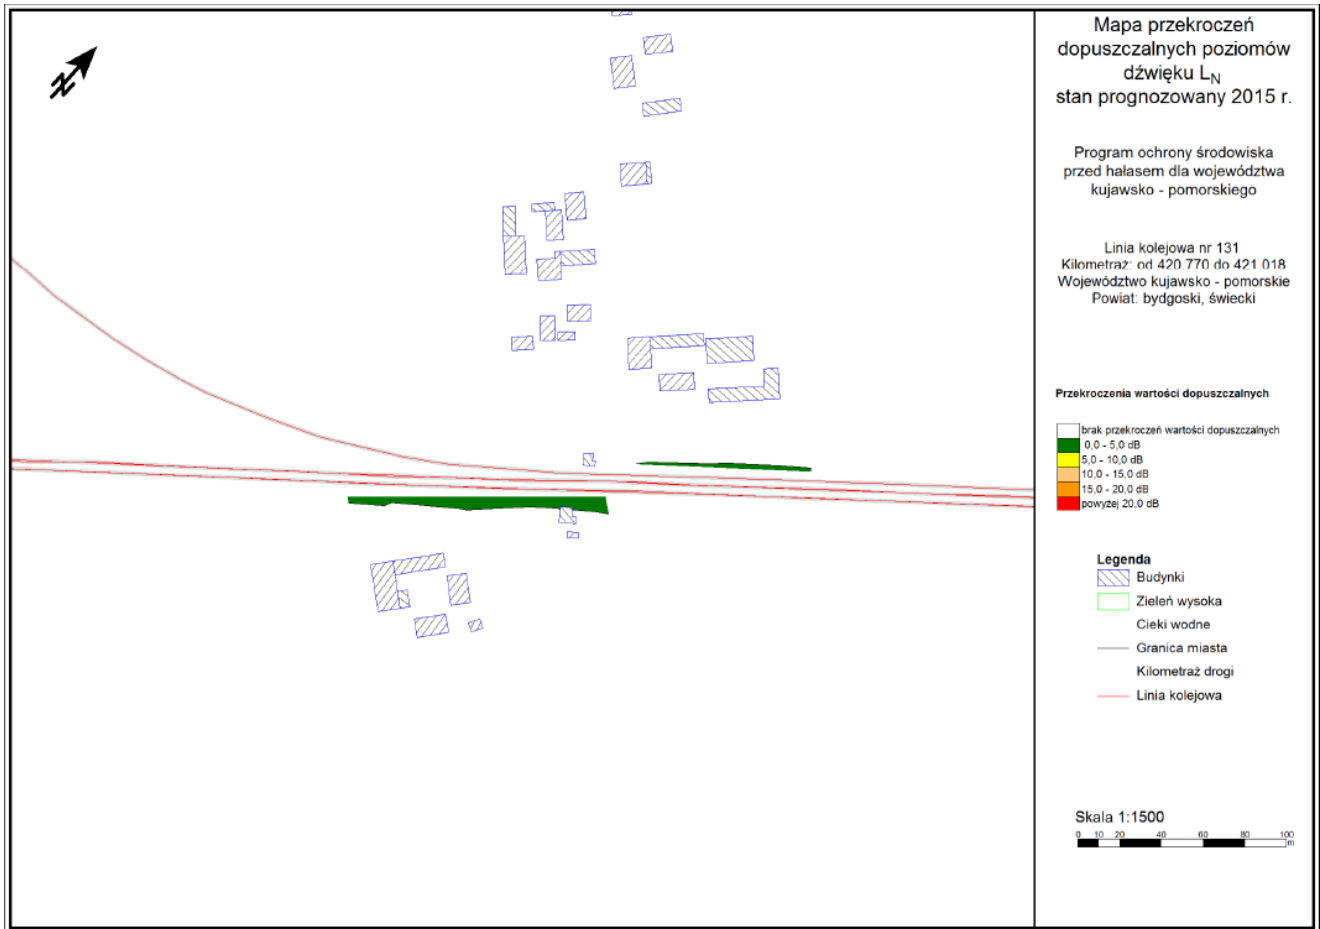 N
Mapa przekroczeń
dopuszczalnych poziomów
dźwięku LN
stan prognozowany 2015 r.
Program ochrony środowiska
przed hałasem dla województwa
kujawsko - pomorskiego
Linia kolejowa nr 131
Kilometraż: od 420.770 do 421 018
Województwo kujawsko - pomorskie
Powiat: bydgoski, świecki
Przekroczenia wartości dopuszczalnych
brak przekroczeń wartości dopuszczalnych
0,0 - 5,0 dB
5,0 - 10,0 dB
10,0 - 15,0 dB
15,0 - 20,0 dB
powyżej 20,0 dB
Legenda
Budynki
Zieleń wysoka
Cieki wodne
Granica miasta
Kilometraż drogi
Linia kolejowa
Skala 1:1500
0 10 20 40 60 80 100
m